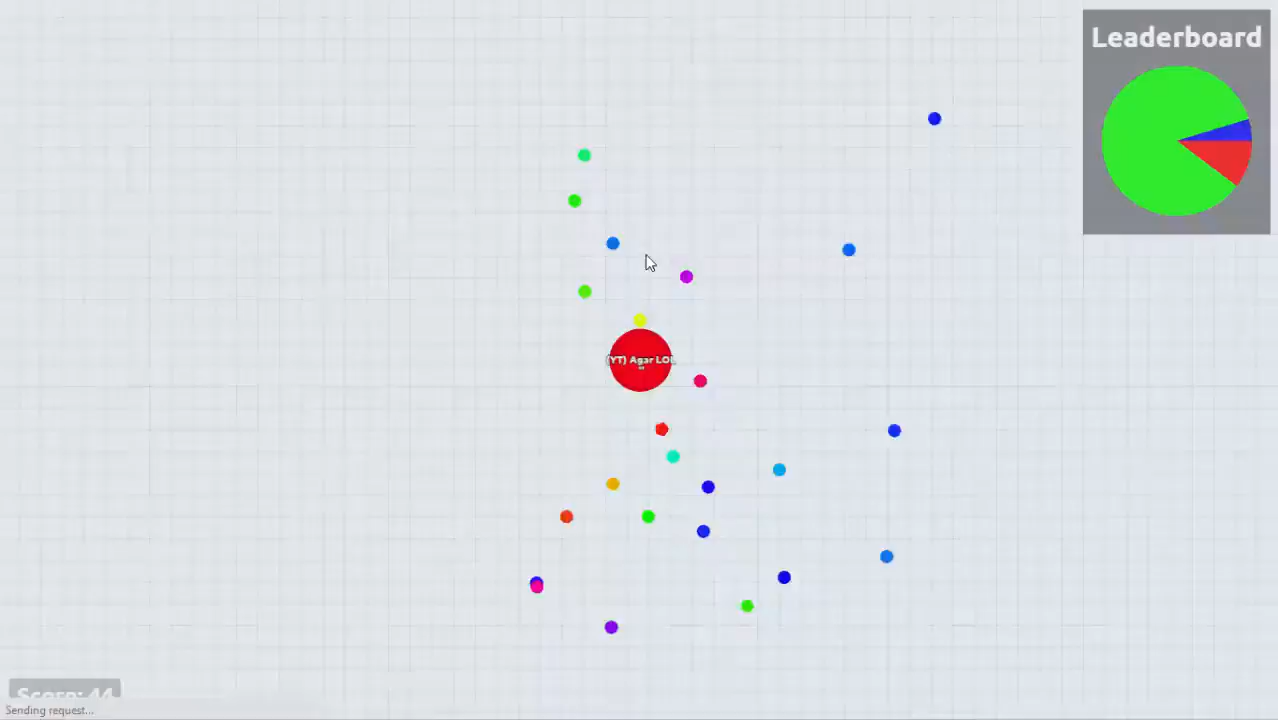 Leaderboard
(YT) Agar LOL
Score: 44
Sending request...